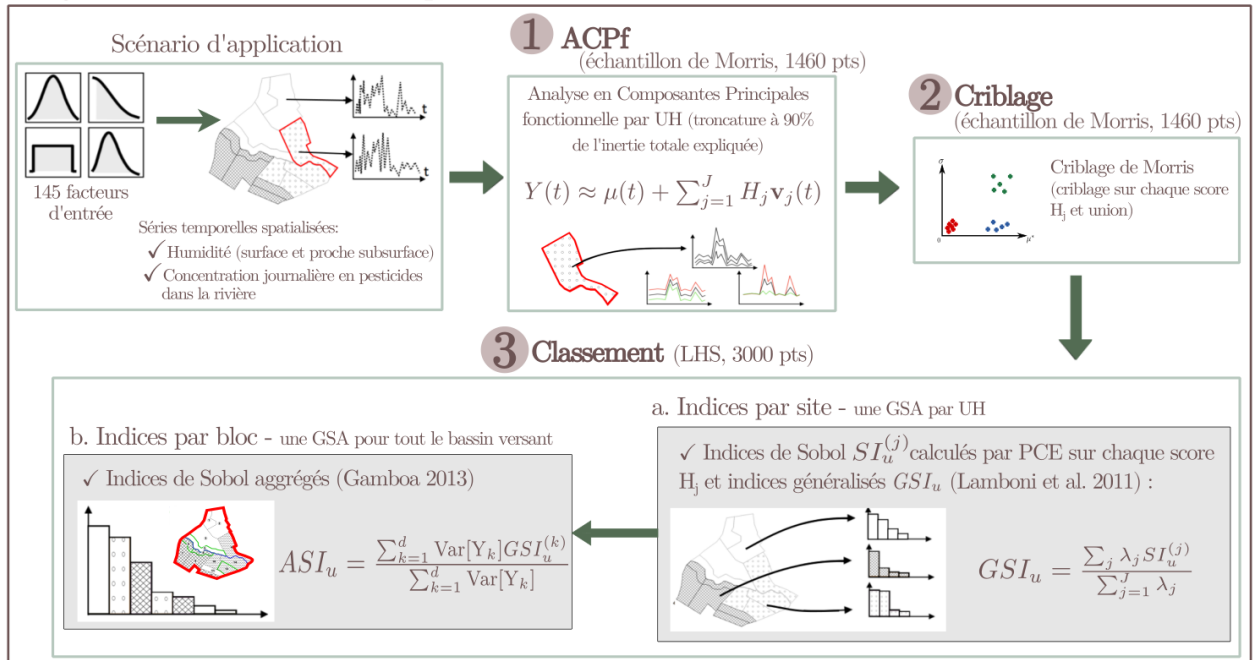 Scénario d'application
145 facteurs
d'entrée
t
t
Séries temporelles spatialisées:
✓ Humidité (surface et proche subsurface)
✓ Concentration journalière en pesticides
dans la rivière
1 ACPf
(échantillon de Morris, 1460 pts)
Analyse en Composantes Principales
fonctionnelle par UH (troncature à 90%
de l'inertie totale expliquée)
Y(t) ≈ μ(t) + ∑_{j=1}^{J} H_j v_j(t)
2 Criblage
(échantillon de Morris, 1460 pts)
σ
0
μ*
Criblage de Morris
(criblage sur chaque score
H_j et union)
3 Classement (LHS, 3000 pts)
a. Indices par site - une GSA par UH
✓ Indices de Sobol SI_u^{(j)} calculés par PCE sur chaque score
H_j et indices généralisés GSI_u (Lamboni et al. 2011) :
GSI_u = \frac{∑_j λ_j SI_u^{(j)}}{∑_{j=1}^{J} λ_j}
b. Indices par bloc - une GSA pour tout le bassin versant
✓ Indices de Sobol aggrégés (Gamboa 2013)
ASI_u = \frac{∑_{k=1}^{d} Var[Y_k] GSI_u^{(k)}}{∑_{k=1}^{d} Var[Y_k]}